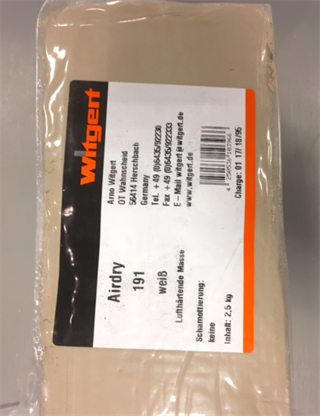 Witgert
Arno Witgert
OT Wahnscheid
56414 Herschbach
Germany
Tel. +49 (0)6435/92230
Fax +49 (0)6435/922333
E-Mail witgert@witgert.de
www.witgert.de
Airdry
191
weiß
Lufthärtende Masse
Schamottierung:
keine
Inhalt: 2,5 kg
Charge: 01 17/ 18/95